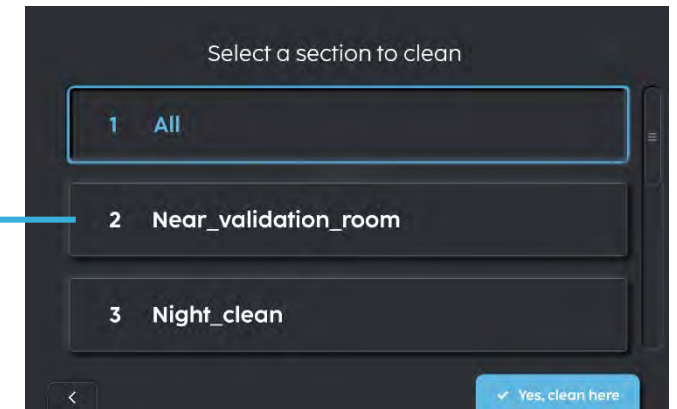 Select a section to clean
1 All
2 Near_validation_room
3 Night_clean
Yes, clean here